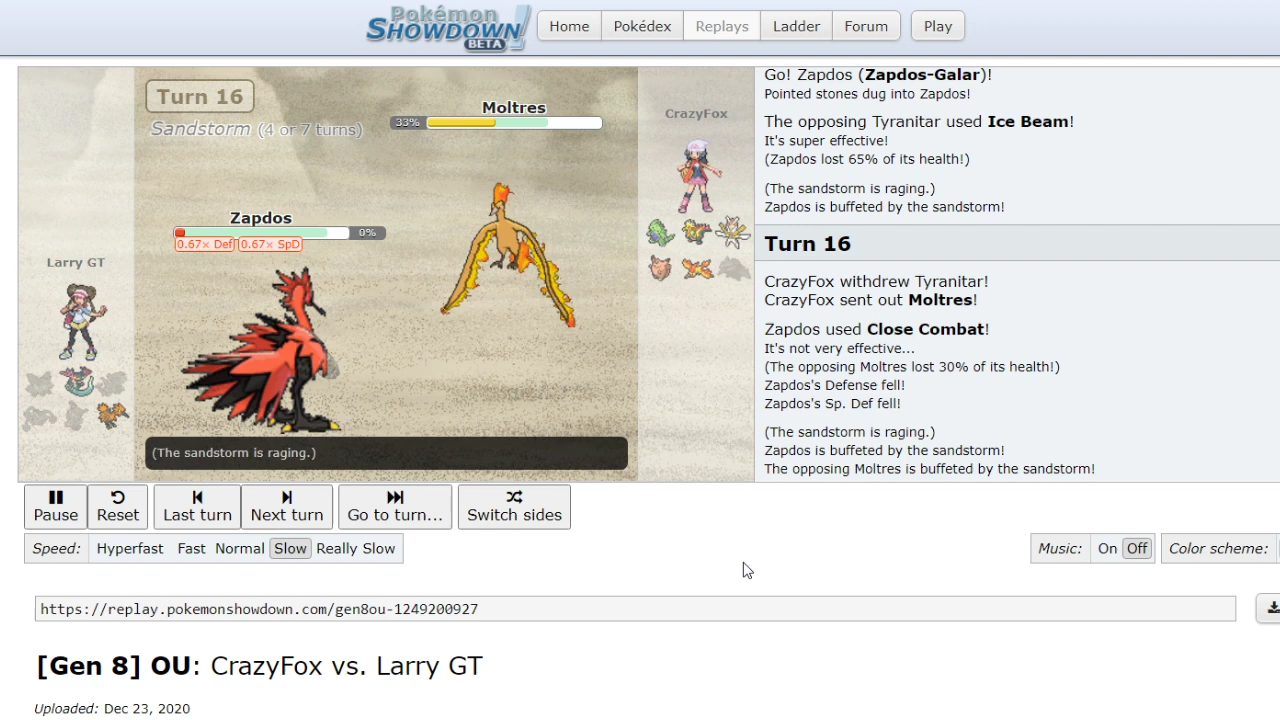 Pokémon
SHOWDOWN!
BETA
Home Pokédex Replays Ladder Forum Play
Turn 16
Sandstorm (4 or 7 turns)
Moltres
33%
Zapdos
0%
0.67× Def 0.67× SpD
Larry GT
CrazyFox
(The sandstorm is raging.)
Go! Zapdos (Zapdos-Galar)!
Pointed stones dug into Zapdos!
The opposing Tyranitar used Ice Beam!
It's super effective!
(Zapdos lost 65% of its health!)
(The sandstorm is raging.)
Zapdos is buffeted by the sandstorm!
Turn 16
CrazyFox withdrew Tyranitar!
CrazyFox sent out Moltres!
Zapdos used Close Combat!
It's not very effective...
(The opposing Moltres lost 30% of its health!)
Zapdos's Defense fell!
Zapdos's Sp. Def fell!
(The sandstorm is raging.)
Zapdos is buffeted by the sandstorm!
The opposing Moltres is buffeted by the sandstorm!
Pause Reset Last turn Next turn Go to turn... Switch sides
Speed: Hyperfast Fast Normal Slow Really Slow
Music: On Off Color scheme:
https://replay.pokemonshowdown.com/gen8ou-1249200927
[Gen 8] OU: CrazyFox vs. Larry GT
Uploaded: Dec 23, 2020